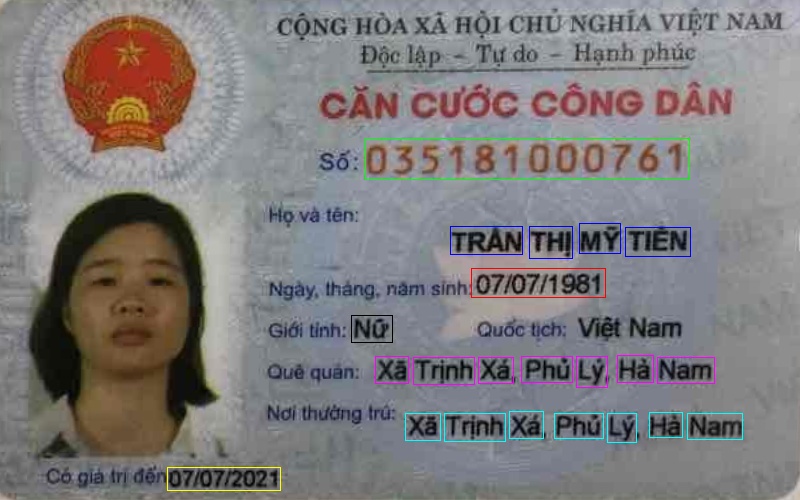 CỘNG HÒA XÃ HỘI CHỦ NGHĨA VIỆT NAM
Độc lập – Tự do – Hạnh phúc
CĂN CƯỚC CÔNG DÂN
Số: 035181000761
Họ và tên:
TRẦN THỊ MỸ TIÊN
Ngày, tháng, năm sinh: 07/07/1981
Giới tính: Nữ Quốc tịch: Việt Nam
Quê quán: Xã Trịnh Xá, Phủ Lý, Hà Nam
Nơi thường trú: Xã Trịnh Xá, Phủ Lý, Hà Nam
Có giá trị đến 07/07/2021